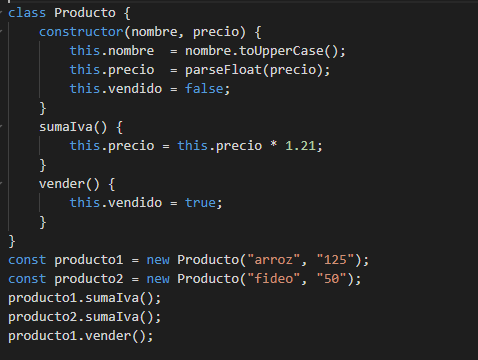 class Producto {
    constructor(nombre, precio) {
        this.nombre  = nombre.toUpperCase();
        this.precio  = parseFloat(precio);
        this.vendido = false;
    }
    sumaIva() {
        this.precio = this.precio * 1.21;
    }
    vender() {
        this.vendido = true;
    }
}
const producto1 = new Producto("arroz", "125");
const producto2 = new Producto("fideo", "50");
producto1.sumaIva();
producto2.sumaIva();
producto1.vender();